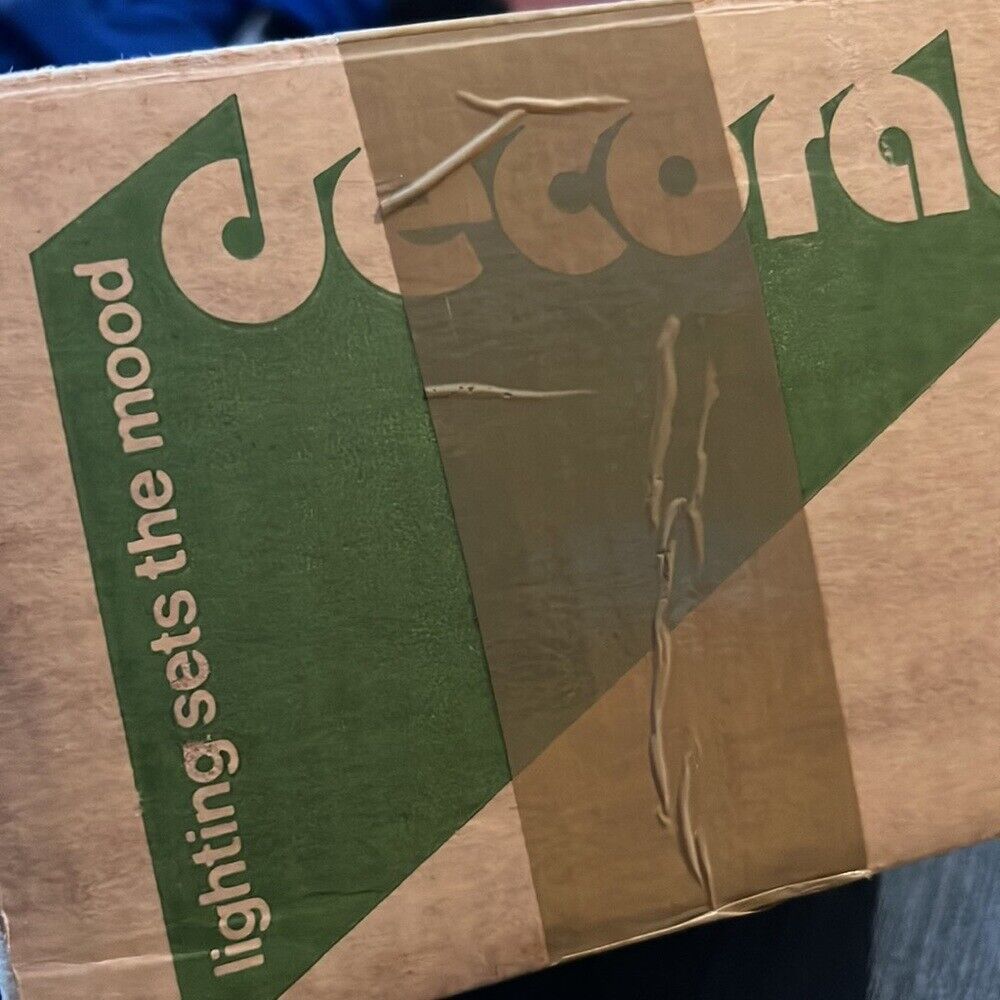 decora
lighting sets the mood